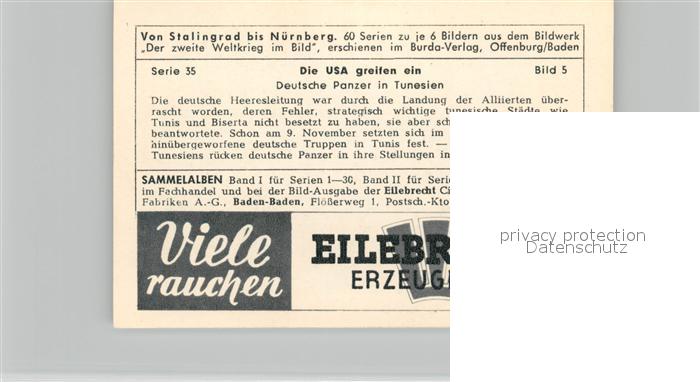 Von Stalingrad bis Nürnberg. 60 Serien zu je 6 Bildern aus dem Bildwerk
„Der zweite Weltkrieg im Bild", erschienen im Burda-Verlag, Offenburg/Baden
Serie 35 Die USA greifen ein Bild 5
Deutsche Panzer in Tunesien
Die deutsche Heeresleitung war durch die Landung der Alliierten über-
rascht worden, deren Fehler, strategisch wichtige tunesische Städte wie
Tunis und Biserta nicht besetzt zu haben, sie aber
beantwortete. Schon am 9. November setzten sich im
hinübergeworfene deutsche Truppen in Tunis fest. —
Tunesiens rücken deutsche Panzer in ihre Stellungen
SAMMELALBEN Band I für Serien 1—30, Band II für
im Fachhandel und bei der Bild-Ausgabe der Eilebrecht
Fabriken A.-G., Baden-Baden, Flößerweg 1, Postsch.-Kto
Viele
rauchen
EILEBR
ERZEUG
privacy protection
Datenschutz